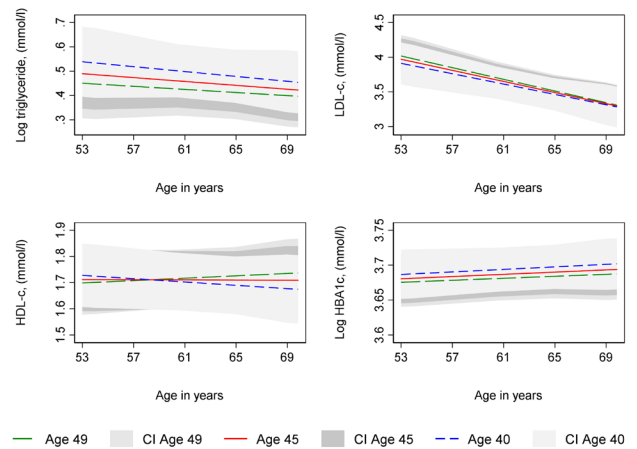 Log triglyceride, (mmol/l)
.7
.6
.5
.4
.3
53 57 61 65 69
Age in years
LDL-c, (mmol/l)
4.5
4
3.5
3
53 57 61 65 69
Age in years
HDL-c, (mmol/l)
1.9
1.8
1.7
1.6
1.5
53 57 61 65 69
Age in years
Log HBA1c, (mmol/l)
3.75
3.7
3.65
3.6
53 57 61 65 69
Age in years
Age 49 CI Age 49 Age 45 CI Age 45 Age 40 CI Age 40